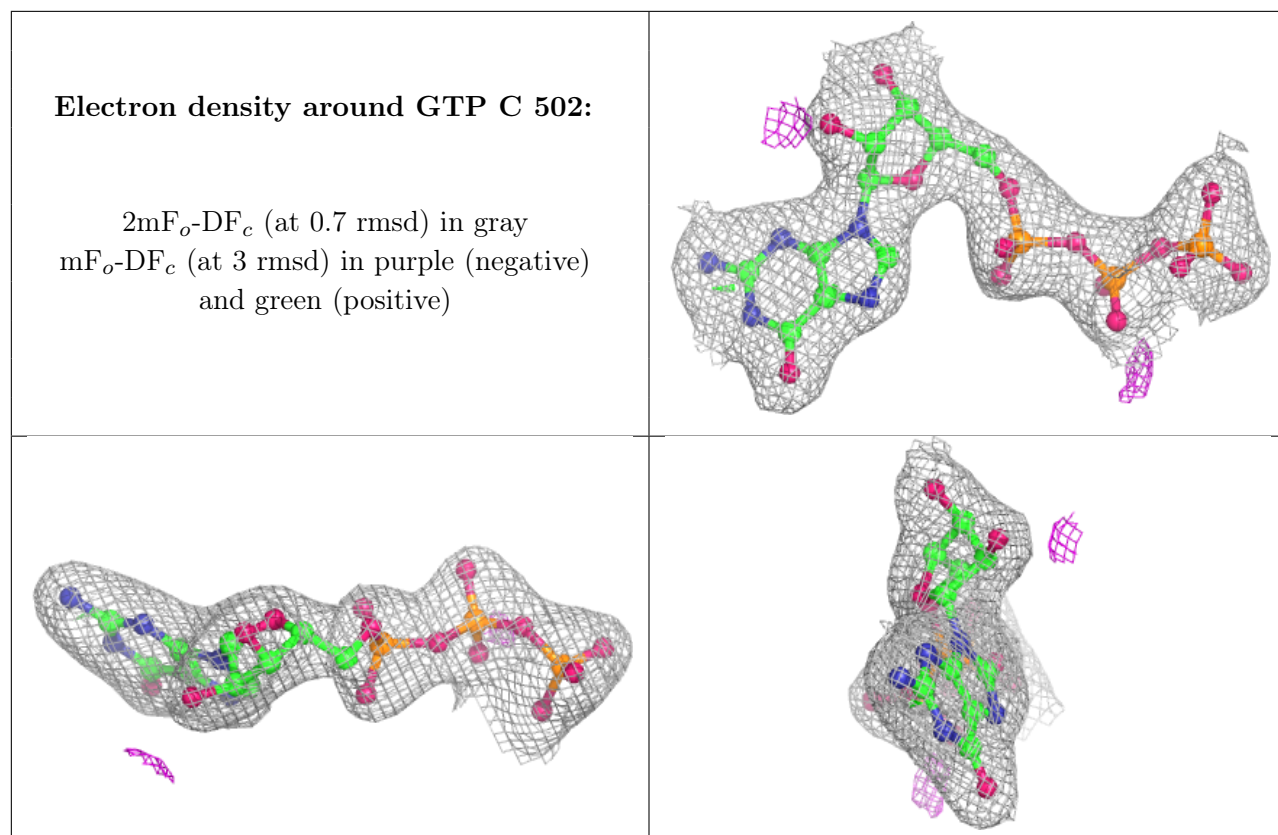 Electron density around GTP C 502:
2mFₒ-DF𝑐 (at 0.7 rmsd) in gray
mFₒ-DF𝑐 (at 3 rmsd) in purple (negative)
and green (positive)